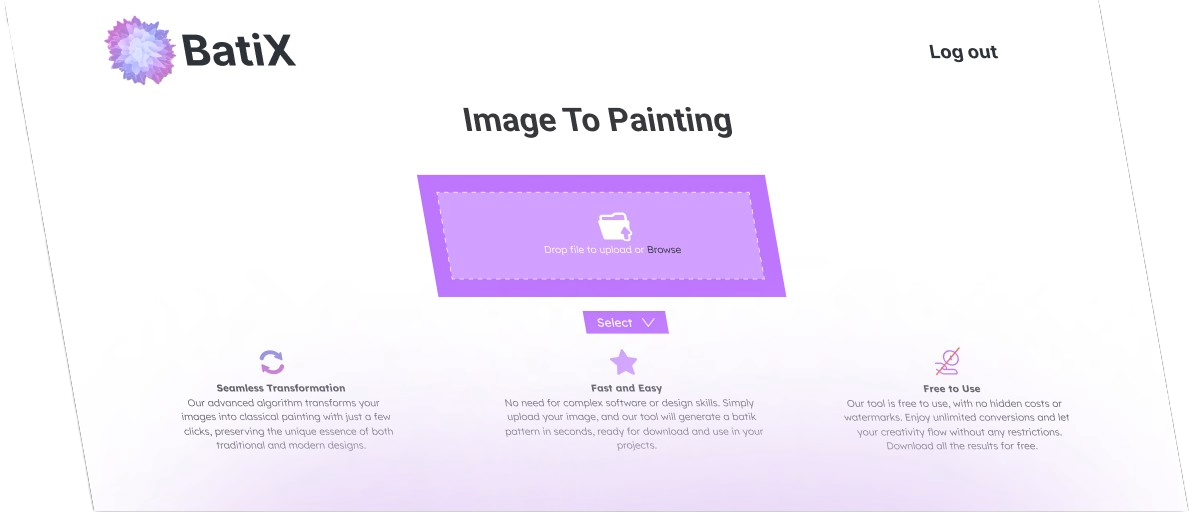 BatiX
Log out
Image To Painting
Drop file to upload or Browse
Select
Seamless Transformation
Our advanced algorithm transforms your
images into classical painting with just a few
clicks, preserving the unique essence of both
traditional and modern designs.
Fast and Easy
No need for complex software or design skills. Simply
upload your image, and our tool will generate a batik
pattern in seconds, ready for download and use in your
projects.
Free to Use
Our tool is free to use, with no hidden costs or
watermarks. Enjoy unlimited conversions and let
your creativity flow without any restrictions.
Download all the results for free.